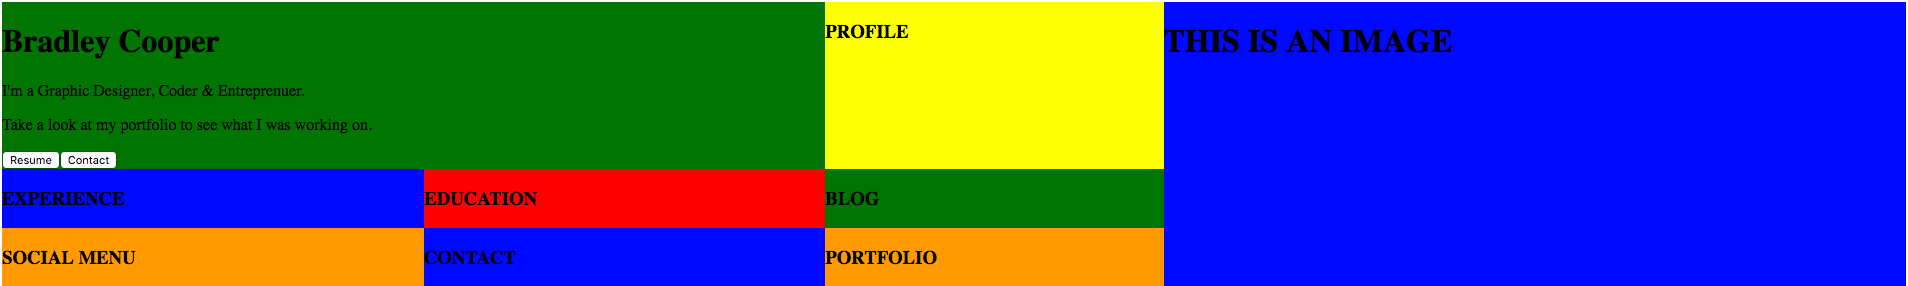 Bradley Cooper
I'm a Graphic Designer, Coder & Entreprenuer.
Take a look at my portfolio to see what I was working on.
Resume Contact
PROFILE
THIS IS AN IMAGE
EXPERIENCE
EDUCATION
BLOG
SOCIAL MENU
CONTACT
PORTFOLIO